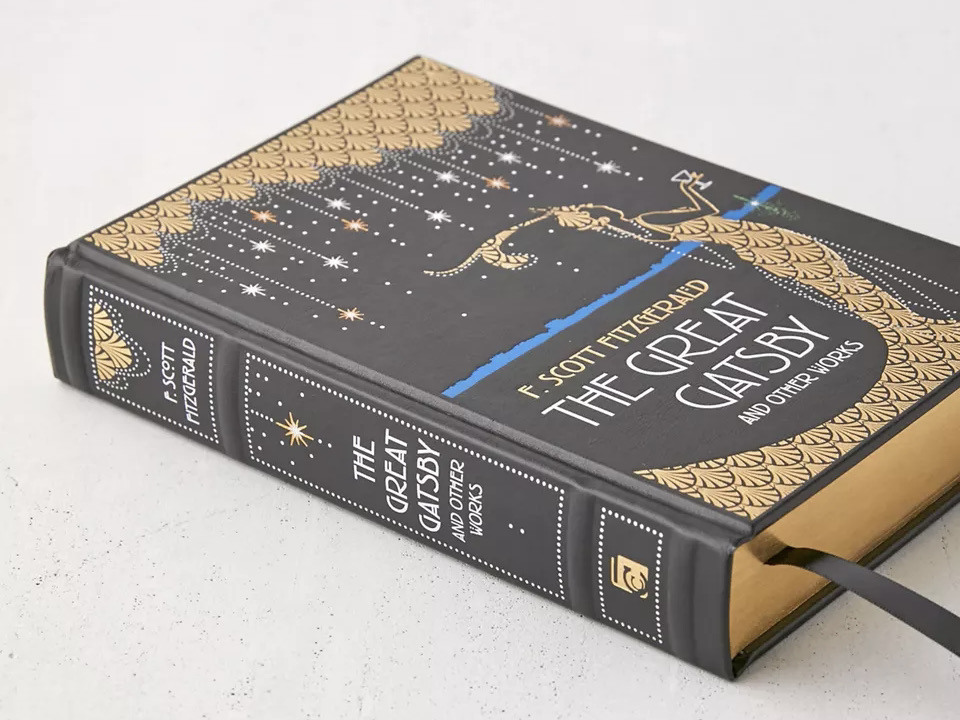 F. SCOTT FITZGERALD
THE GREAT
GATSBY
AND OTHER WORKS
F. SCOTT
FITZGERALD
THE
GREAT
GATSBY
AND OTHER
WORKS